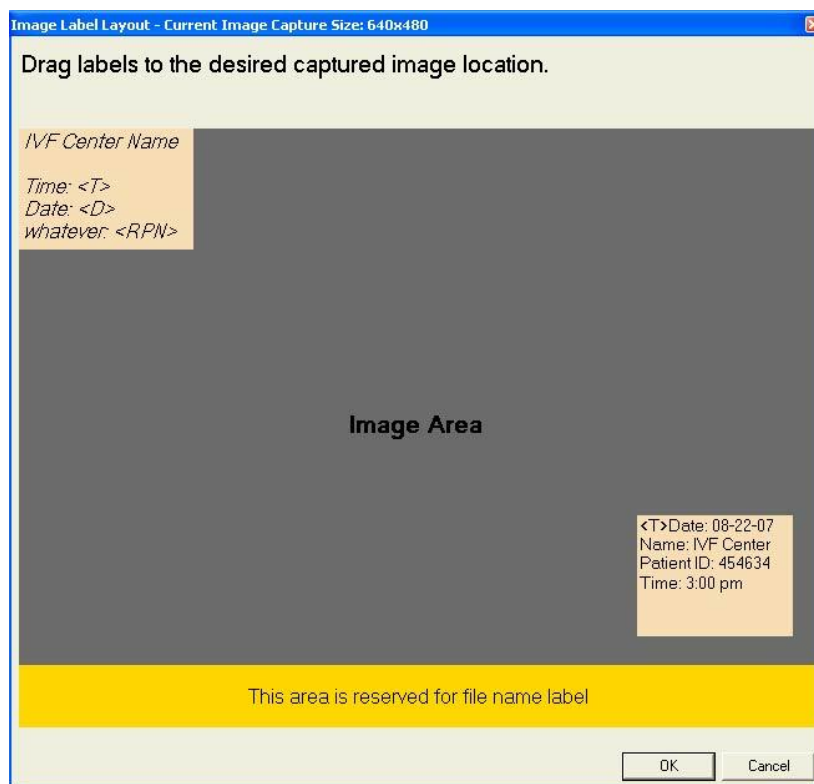 Image Label Layout - Current Image Capture Size: 640x480
Drag labels to the desired captured image location.
IVF Center Name
Time: <T>
Date: <D>
whatever: <RPN>
Image Area
<T>Date: 08-22-07
Name: IVF Center
Patient ID: 454634
Time: 3:00 pm
This area is reserved for file name label
OK
Cancel